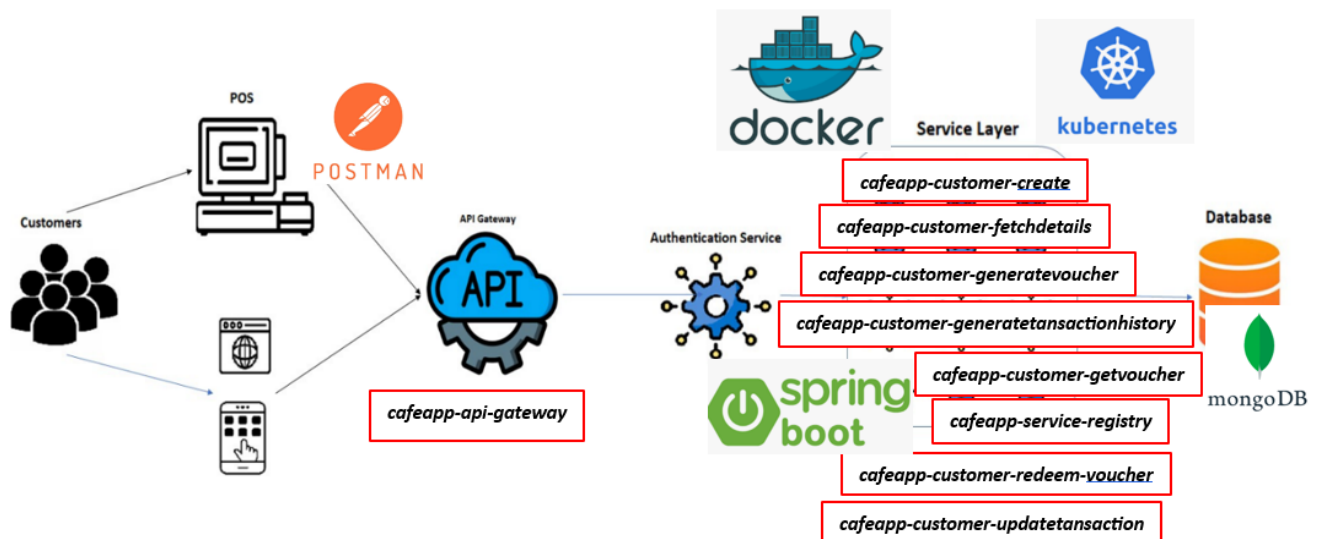 POS
POSTMAN
Customers
API Gateway
API
cafeapp-api-gateway
Authentication Service
docker
Service Layer
kubernetes
cafeapp-customer-create
cafeapp-customer-fetchdetails
cafeapp-customer-generatevoucher
cafeapp-customer-generatetansactionhistory
cafeapp-customer-getvoucher
cafeapp-service-registry
cafeapp-customer-redeem-voucher
cafeapp-customer-updatetansaction
spring
boot
Database
mongoDB